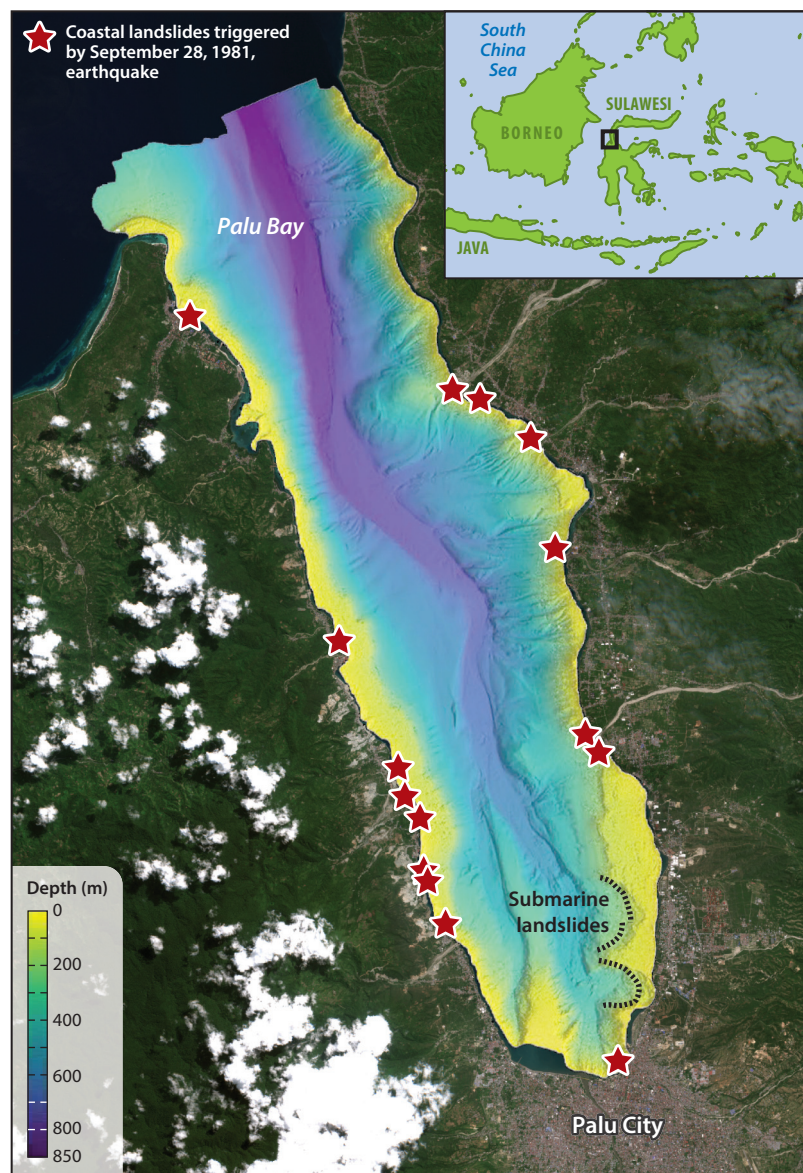 Coastal landslides triggered
by September 28, 1981,
earthquake
South
China
Sea
SULAWESI
BORNEO
JAVA
Palu Bay
Submarine
landslides
Depth (m)
0
200
400
600
800
850
Palu City